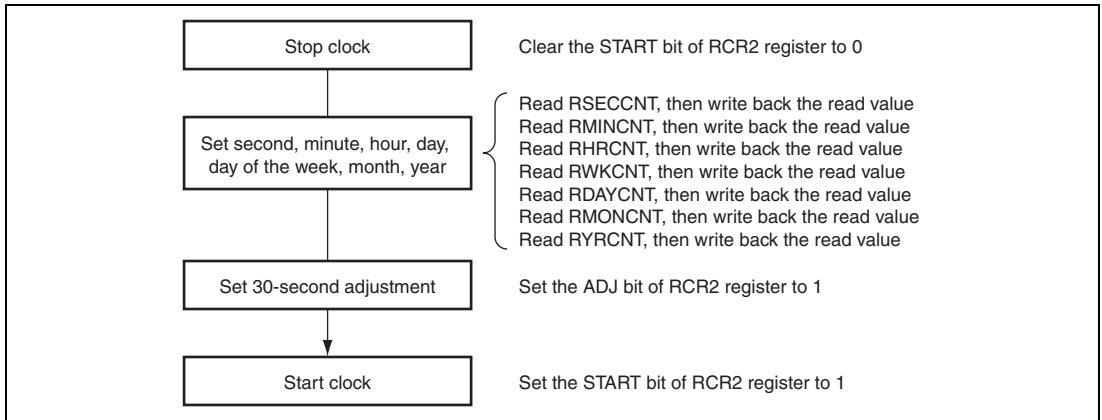 Stop clock
Clear the START bit of RCR2 register to 0
Set second, minute, hour, day,
day of the week, month, year
Read RSECCNT, then write back the read value
Read RMINCNT, then write back the read value
Read RHRCNT, then write back the read value
Read RWKCNT, then write back the read value
Read RDAYCNT, then write back the read value
Read RMONCNT, then write back the read value
Read RYRCNT, then write back the read value
Set 30-second adjustment
Set the ADJ bit of RCR2 register to 1
Start clock
Set the START bit of RCR2 register to 1